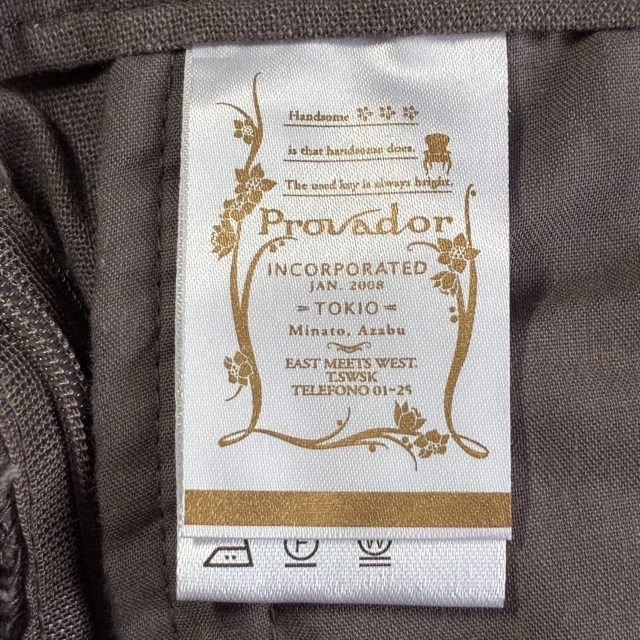 Handsome
is that handsome does.
The used key is always bright.
Provador
INCORPORATED
JAN. 2008
= TOKIO =
Minato, Azabu
EAST MEETS WEST.
T.SWSK
TELEFONO 01-25
P W